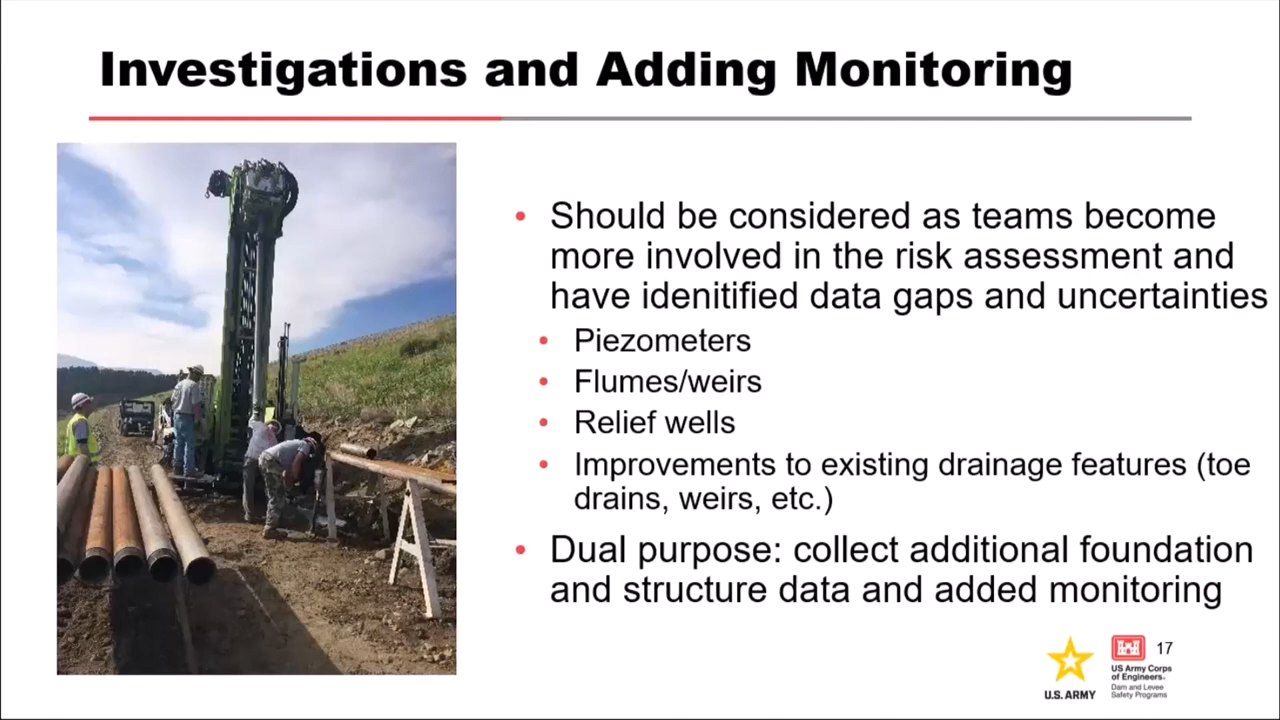 Investigations and Adding Monitoring
• Should be considered as teams become
more involved in the risk assessment and
have idenitified data gaps and uncertainties
• Piezometers
• Flumes/weirs
• Relief wells
• Improvements to existing drainage features (toe
drains, weirs, etc.)
• Dual purpose: collect additional foundation
and structure data and added monitoring
17
U.S. ARMY
US Army Corps
of Engineers.
Dam and Levee
Safety Programs